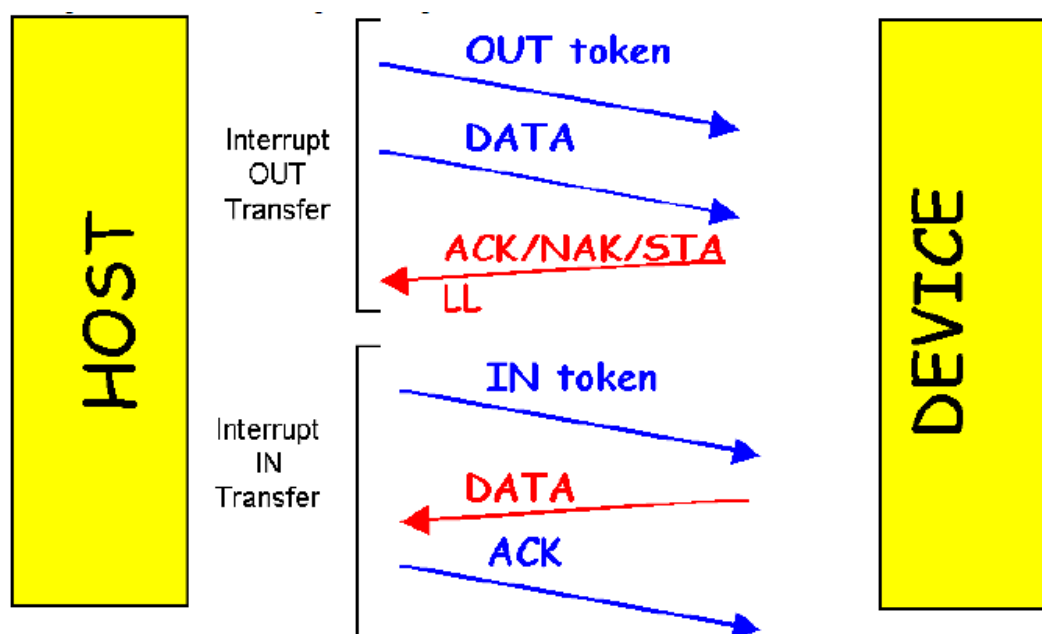 HOST
Interrupt
OUT
Transfer
OUT token
DATA
ACK/NAK/STA
LL
Interrupt
IN
Transfer
IN token
DATA
ACK
DEVICE